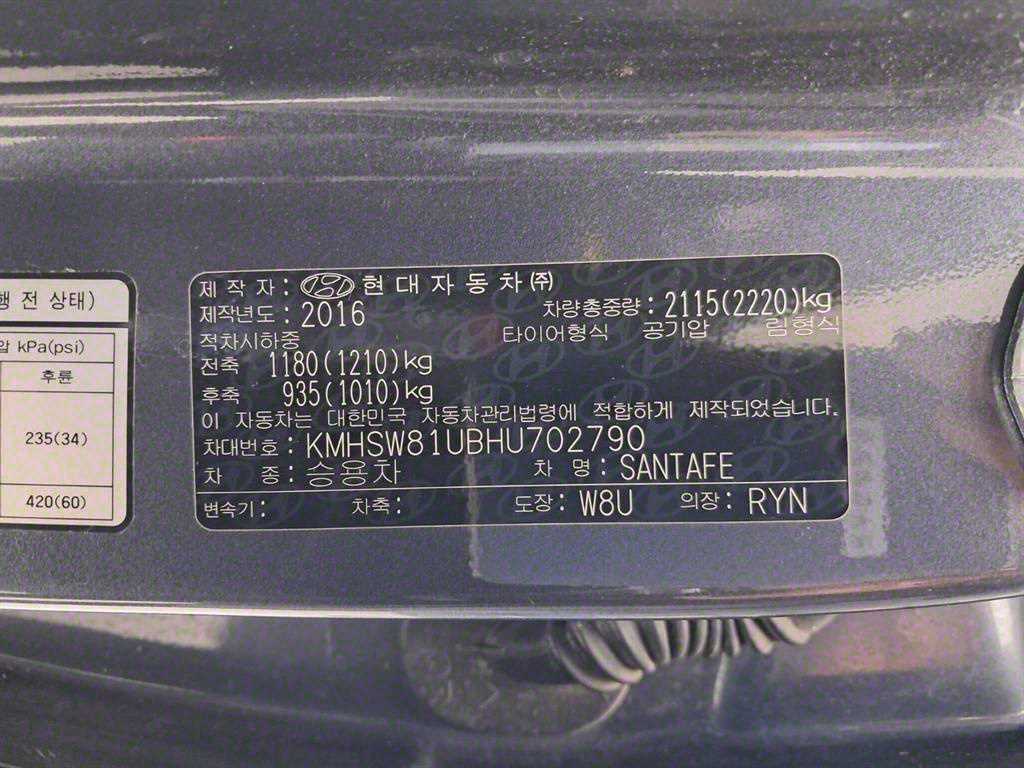 행 전 상태)
압 kPa(psi)
후륜
235(34)
420(60)
제 작 자 : 현 대 자 동 차 ㈜
제작년도 : 2016 차량총중량 : 2115(2220)kg
적차시하중 타이어형식 공기압 림형식
전축 1180(1210)kg
후축 935(1010)kg
이 자동차는 대한민국 자동차관리법령에 적합하게 제작되었습니다.
차대번호 : KMHSW81UBHU702790
차 종 : 승용차 차 명 : SANTAFE
변속기 : 차축 : 도장 : W8U 의장 : RYN